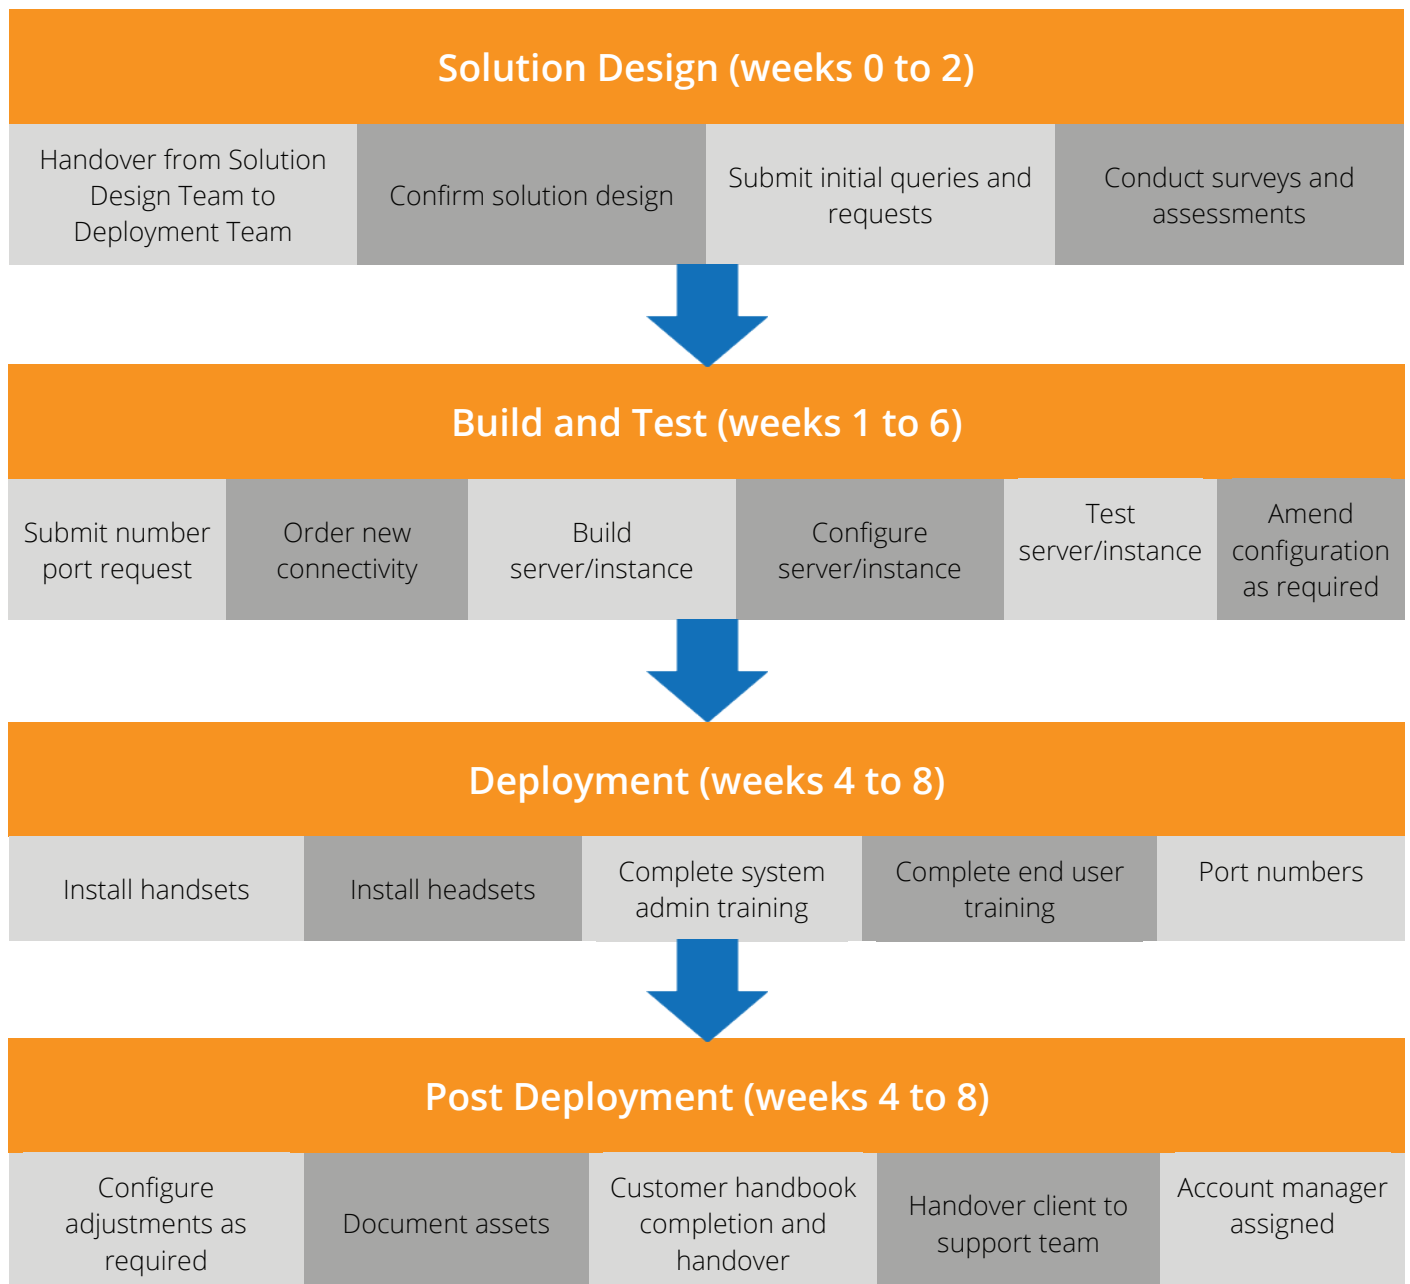 Solution Design (weeks 0 to 2)
Handover from Solution
Design Team to
Deployment Team
Confirm solution design
Submit initial queries and
requests
Conduct surveys and
assessments
Build and Test (weeks 1 to 6)
Submit number
port request
Order new
connectivity
Build
server/instance
Configure
server/instance
Test
server/instance
Amend
configuration
as required
Deployment (weeks 4 to 8)
Install handsets
Install headsets
Complete system
admin training
Complete end user
training
Port numbers
Post Deployment (weeks 4 to 8)
Configure
adjustments as
required
Document assets
Customer handbook
completion and
handover
Handover client to
support team
Account manager
assigned